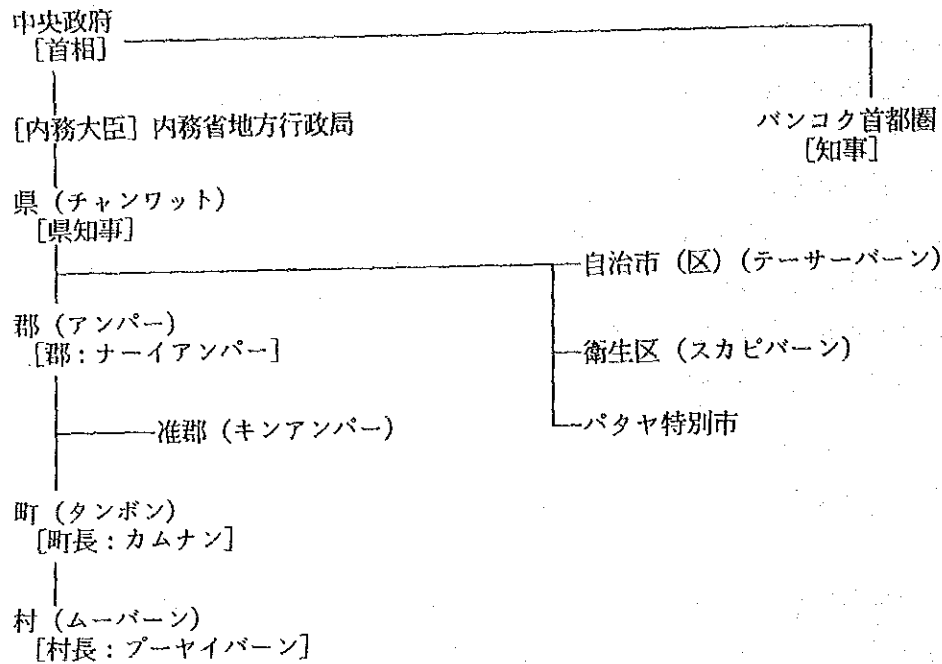 中央政府
[首相]
[内務大臣] 内務省地方行政局
バンコク首都圏
[知事]
県 (チャンワット)
[県知事]
自治市 (区) (テーサーバーン)
郡 (アンパー)
[郡：ナーイアンパー]
衛生区 (スカピバーン)
准郡 (キンアンパー)
パタヤ特別市
町 (タンボン)
[町長：カムナン]
村 (ムーバーン)
[村長：プーヤイバーン]